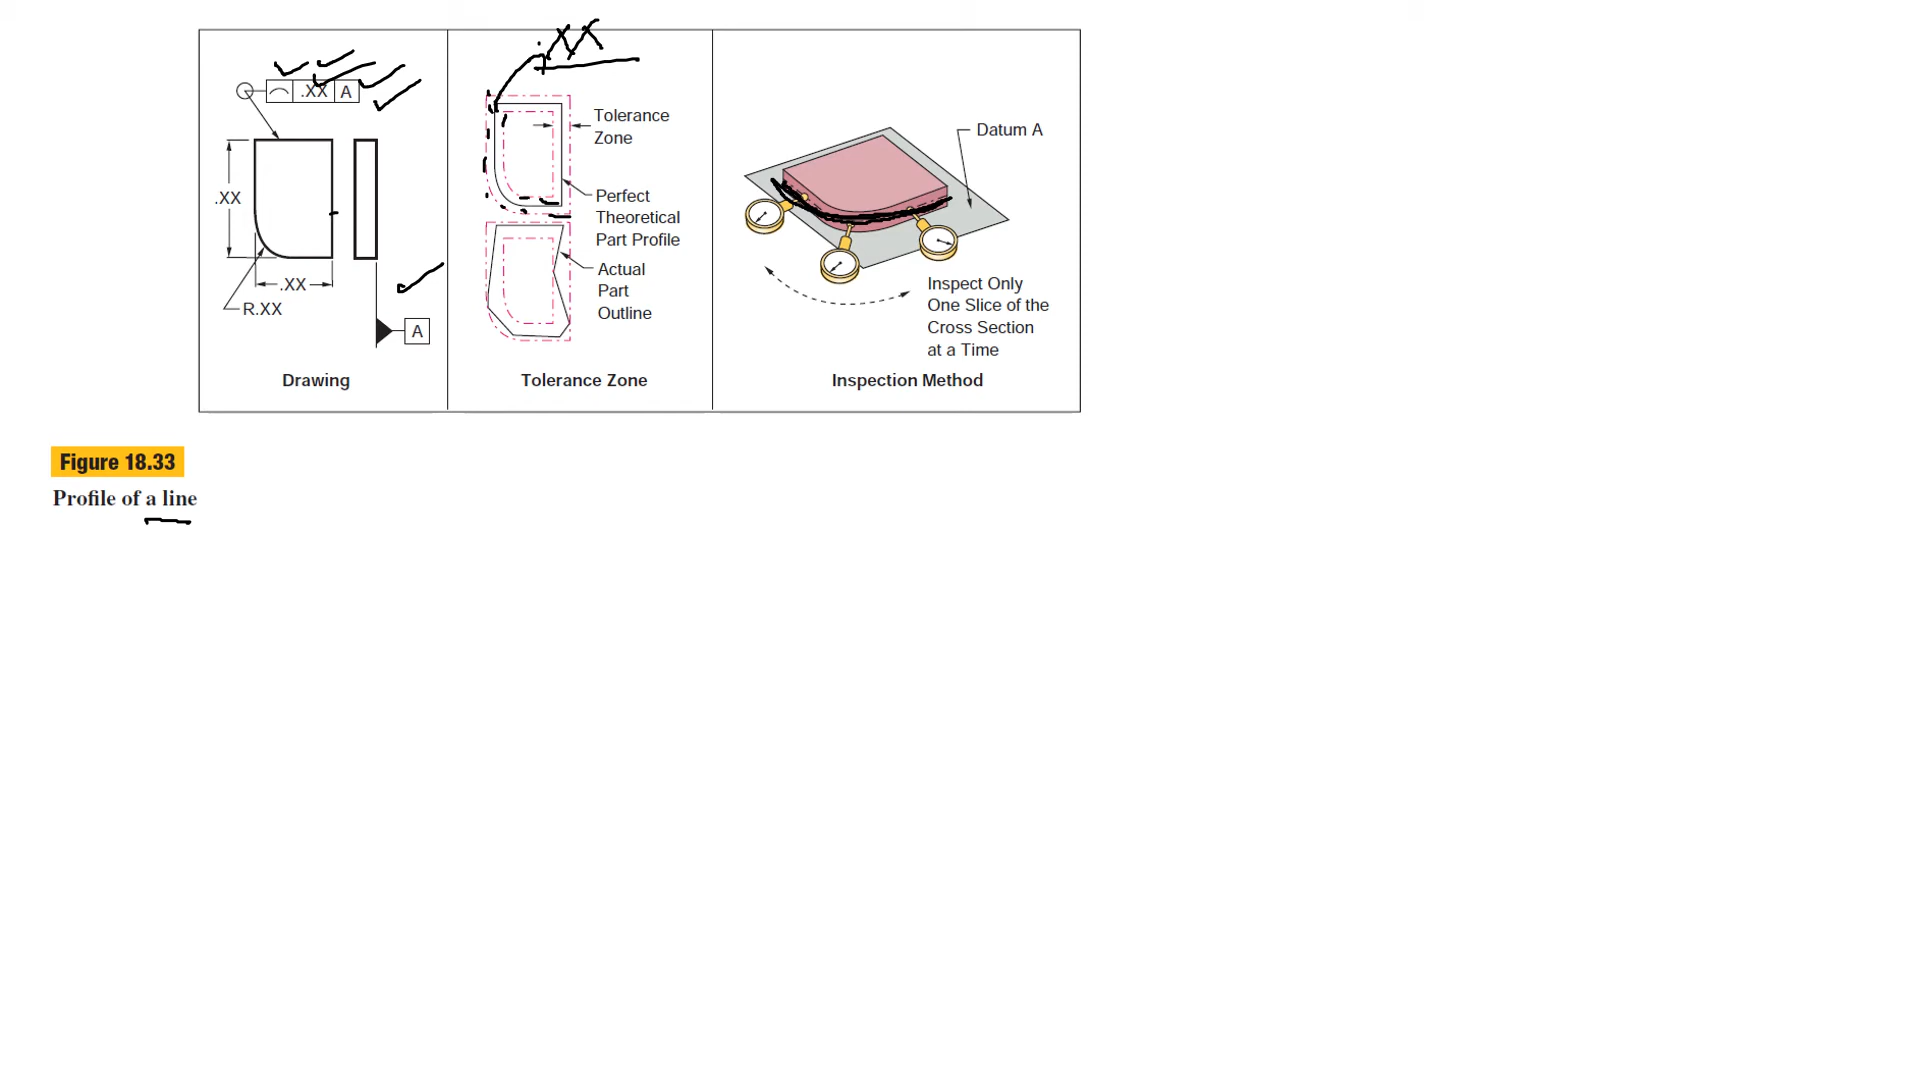 .XX
.XX A
.XX
.XX
R.XX
A
Drawing
Tolerance
Zone
Perfect
Theoretical
Part Profile
Actual
Part
Outline
Tolerance Zone
Datum A
Inspect Only
One Slice of the
Cross Section
at a Time
Inspection Method
Figure 18.33
Profile of a line